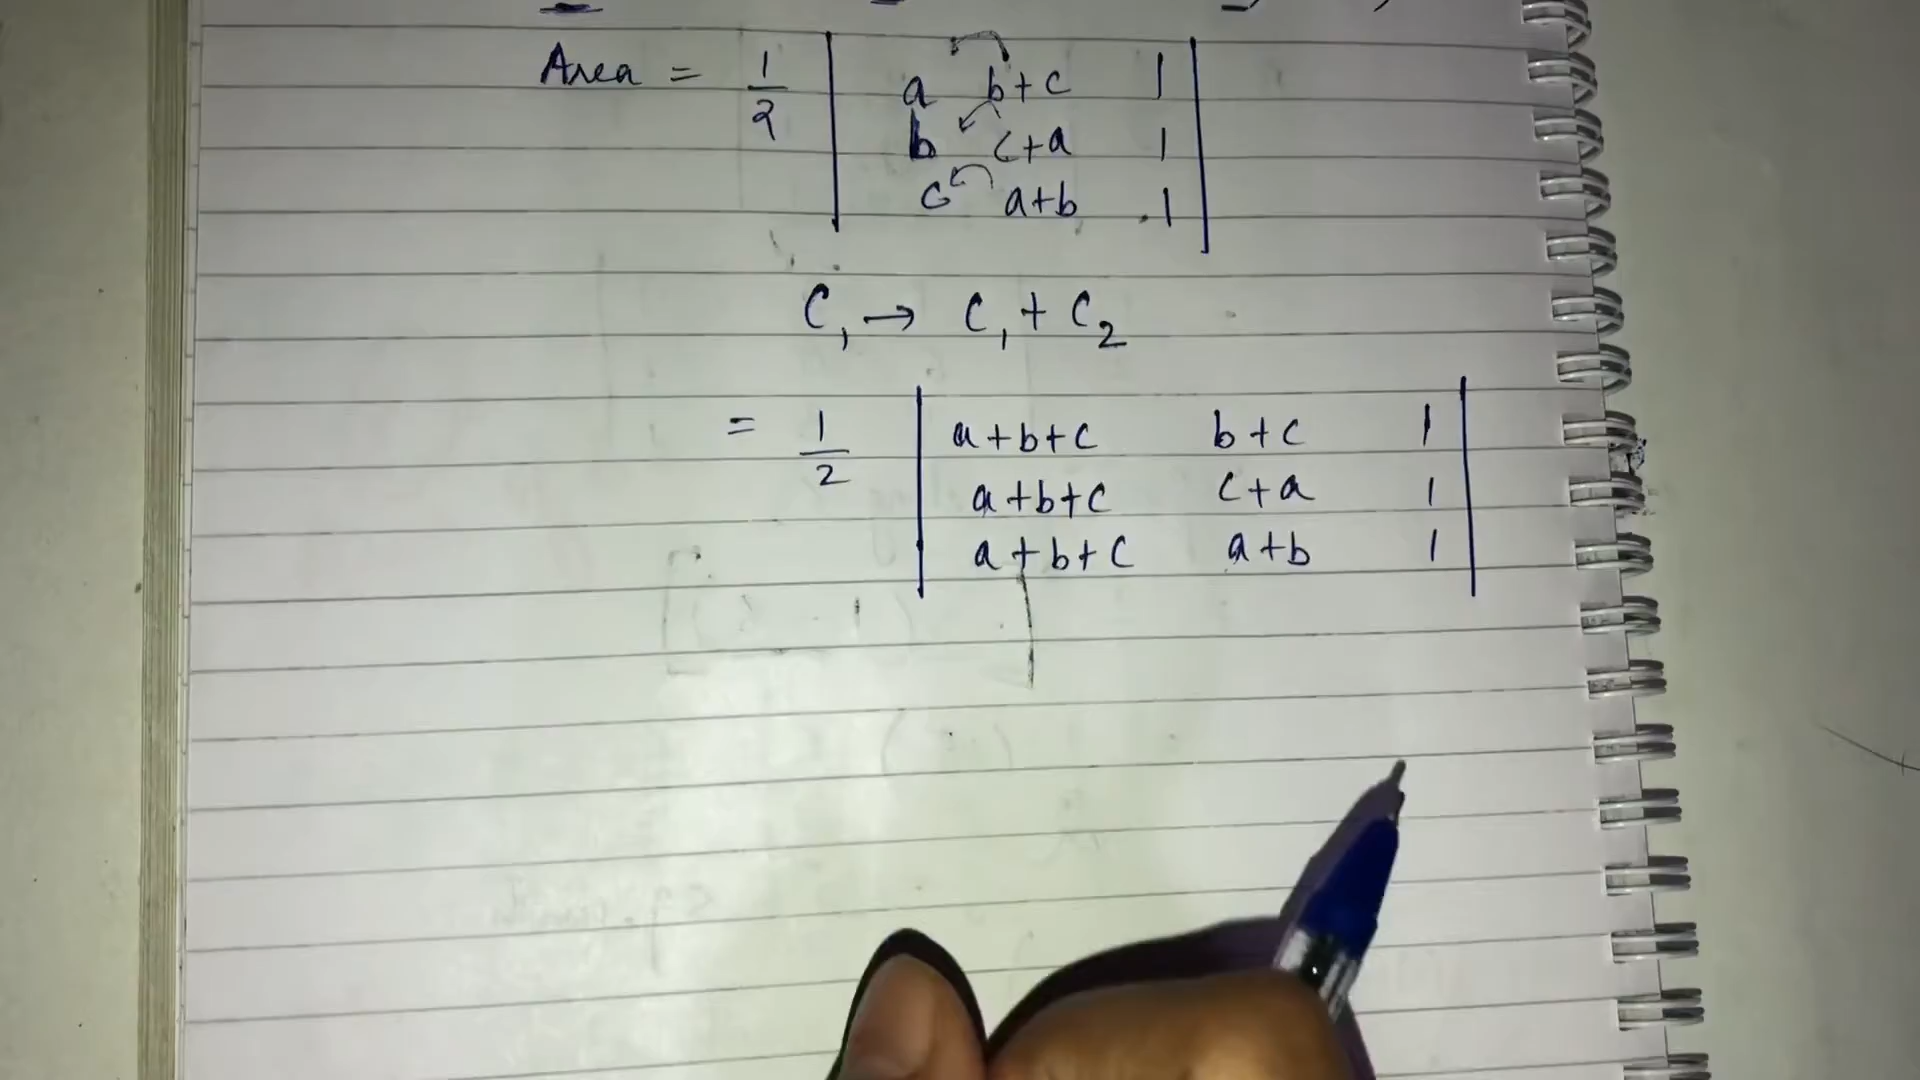 Area = 1/2 | a b+c 1 |
| b c+a 1 |
| c a+b 1 |
C₁ → C₁ + C₂
= 1/2 | a+b+c b+c 1 |
| a+b+c c+a 1 |
| a+b+c a+b 1 |